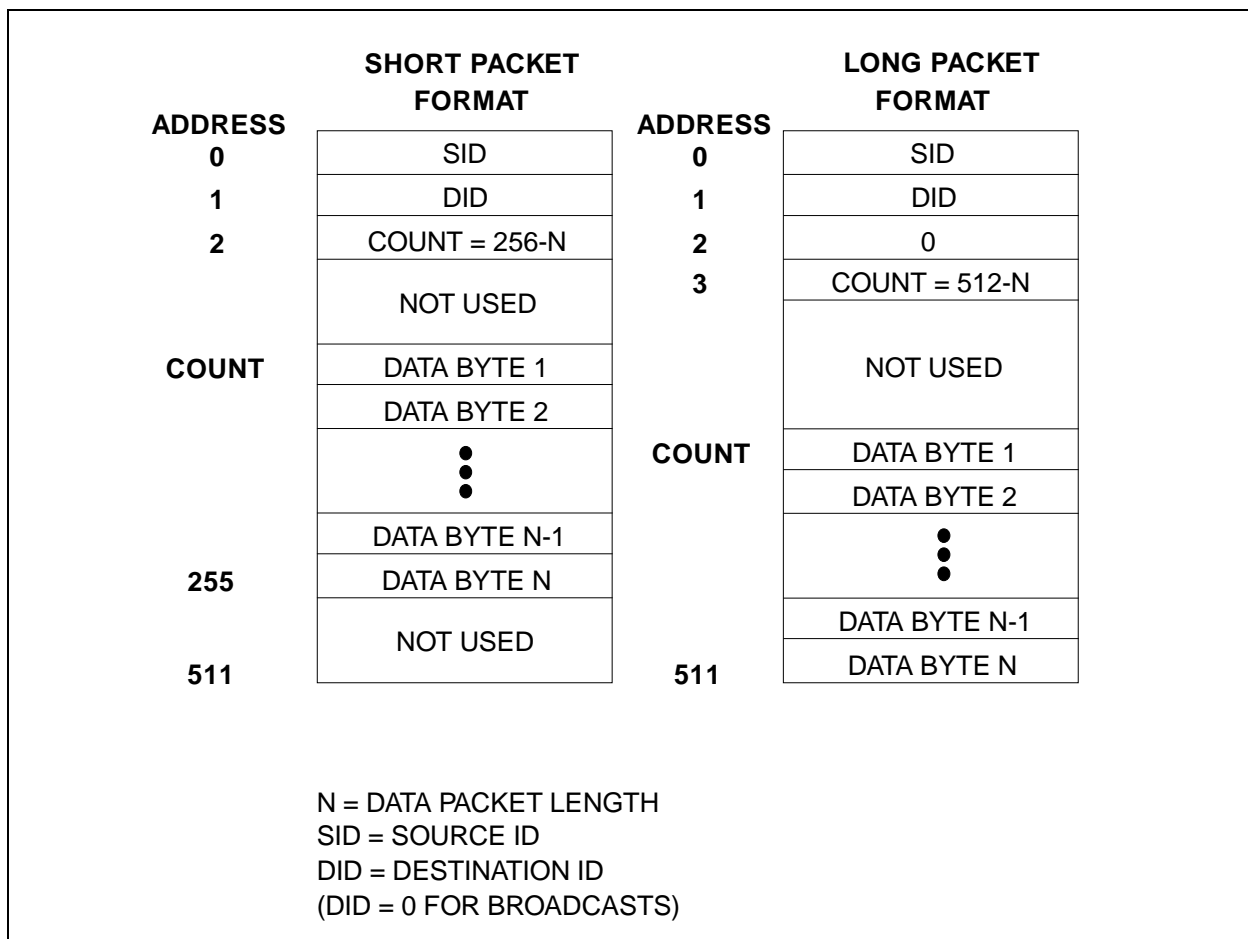 SHORT PACKET
FORMAT
ADDRESS
0
SID
1
DID
2
COUNT = 256-N
NOT USED
COUNT
DATA BYTE 1
DATA BYTE 2
DATA BYTE N-1
255
DATA BYTE N
NOT USED
511
LONG PACKET
FORMAT
ADDRESS
0
SID
1
DID
2
0
3
COUNT = 512-N
NOT USED
COUNT
DATA BYTE 1
DATA BYTE 2
DATA BYTE N-1
511
DATA BYTE N
N = DATA PACKET LENGTH
SID = SOURCE ID
DID = DESTINATION ID
(DID = 0 FOR BROADCASTS)